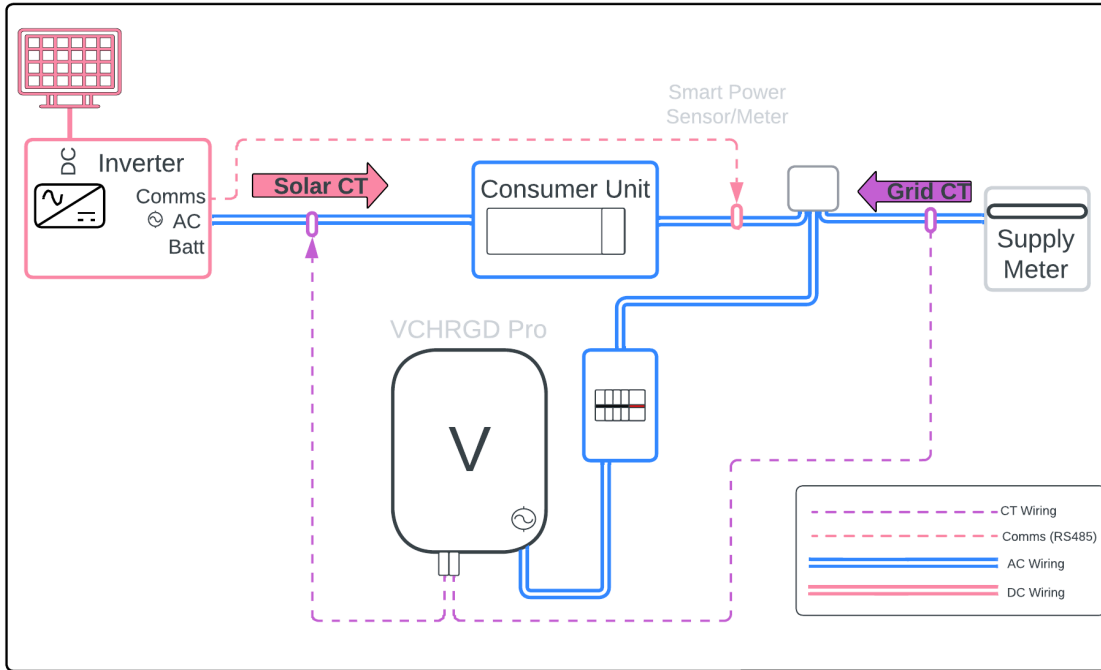 Smart Power
Sensor/Meter
DC
Inverter
Comms
AC
Batt
Solar CT
Consumer Unit
Grid CT
Supply
Meter
VCHRGD Pro
V
CT Wiring
Comms (RS485)
AC Wiring
DC Wiring